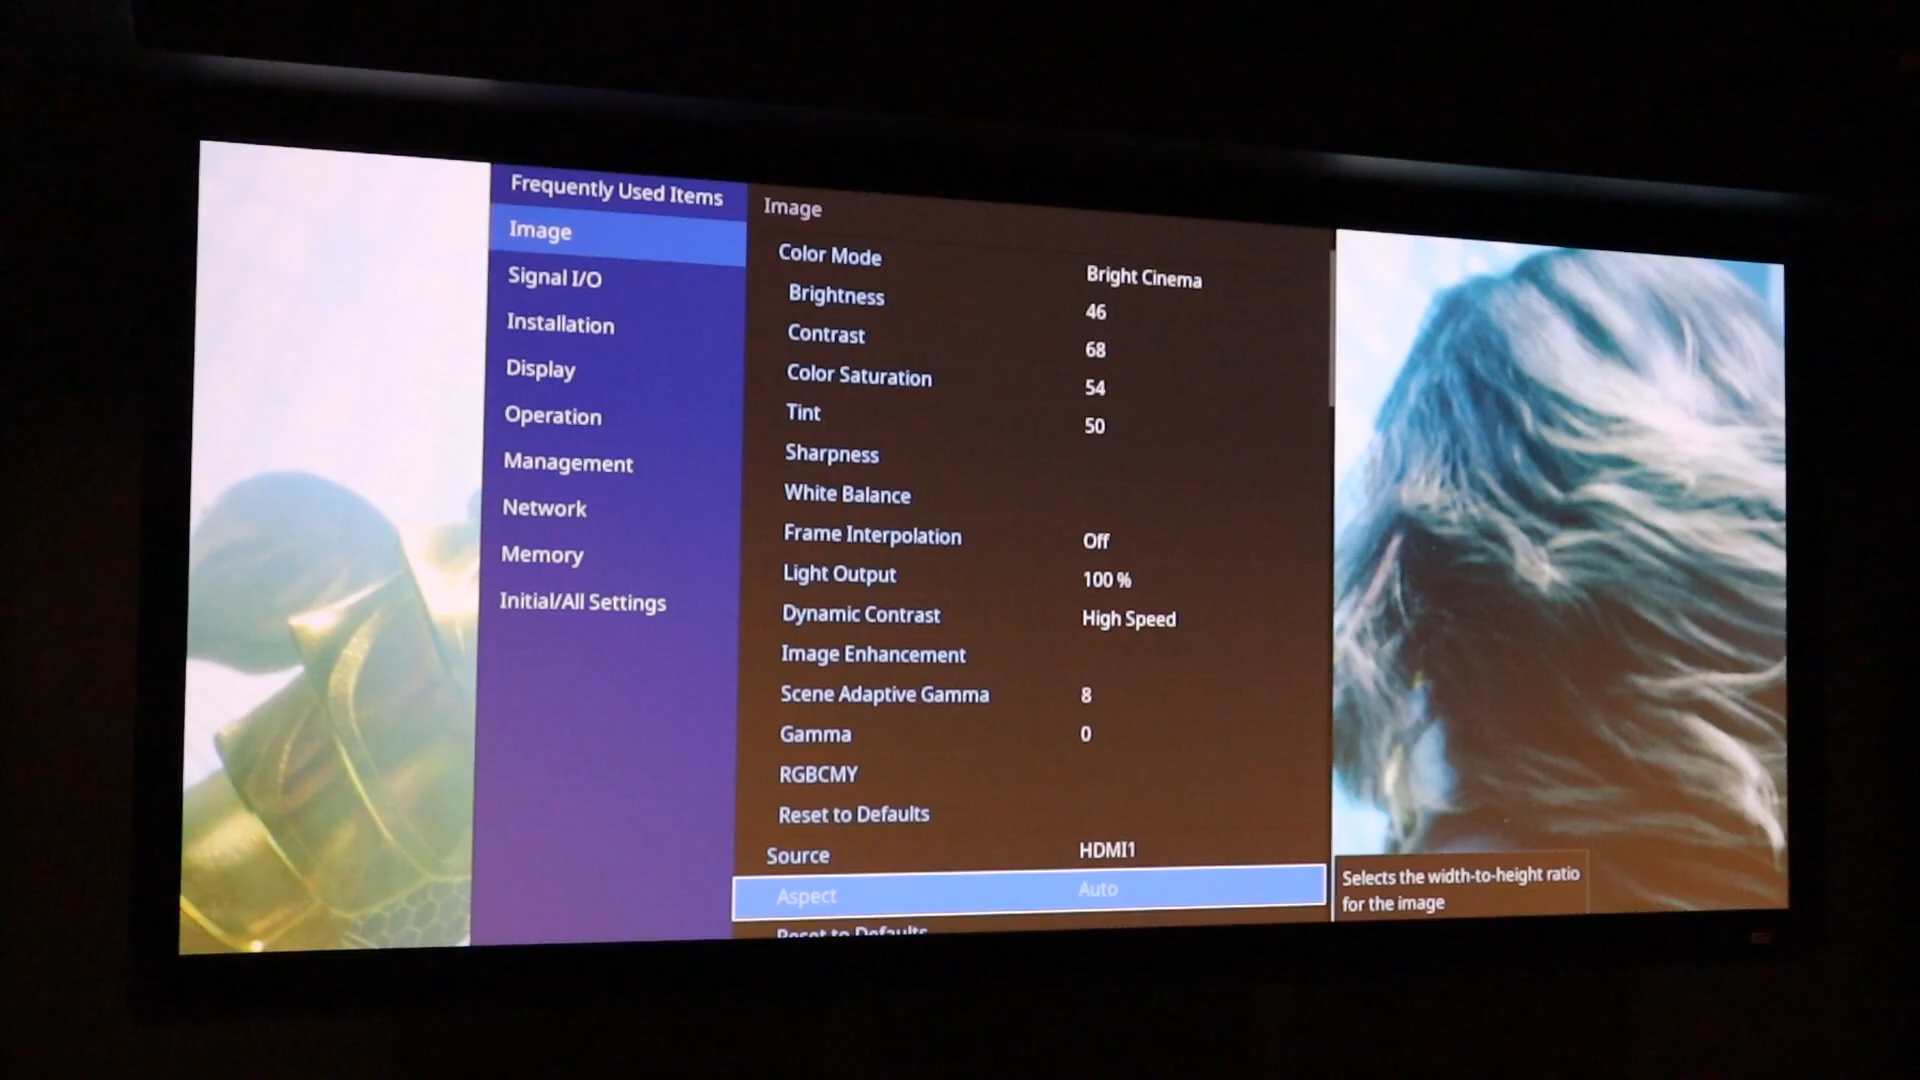 Frequently Used Items
Image
Signal I/O
Installation
Display
Operation
Management
Network
Memory
Initial/All Settings
Image
Color Mode Bright Cinema
Brightness 46
Contrast 68
Color Saturation 54
Tint 50
Sharpness
White Balance
Frame Interpolation Off
Light Output 100 %
Dynamic Contrast High Speed
Image Enhancement
Scene Adaptive Gamma 8
Gamma 0
RGBCMY
Reset to Defaults
Source HDMI1
Aspect Auto
Reset to Defaults
Selects the width-to-height ratio
for the image